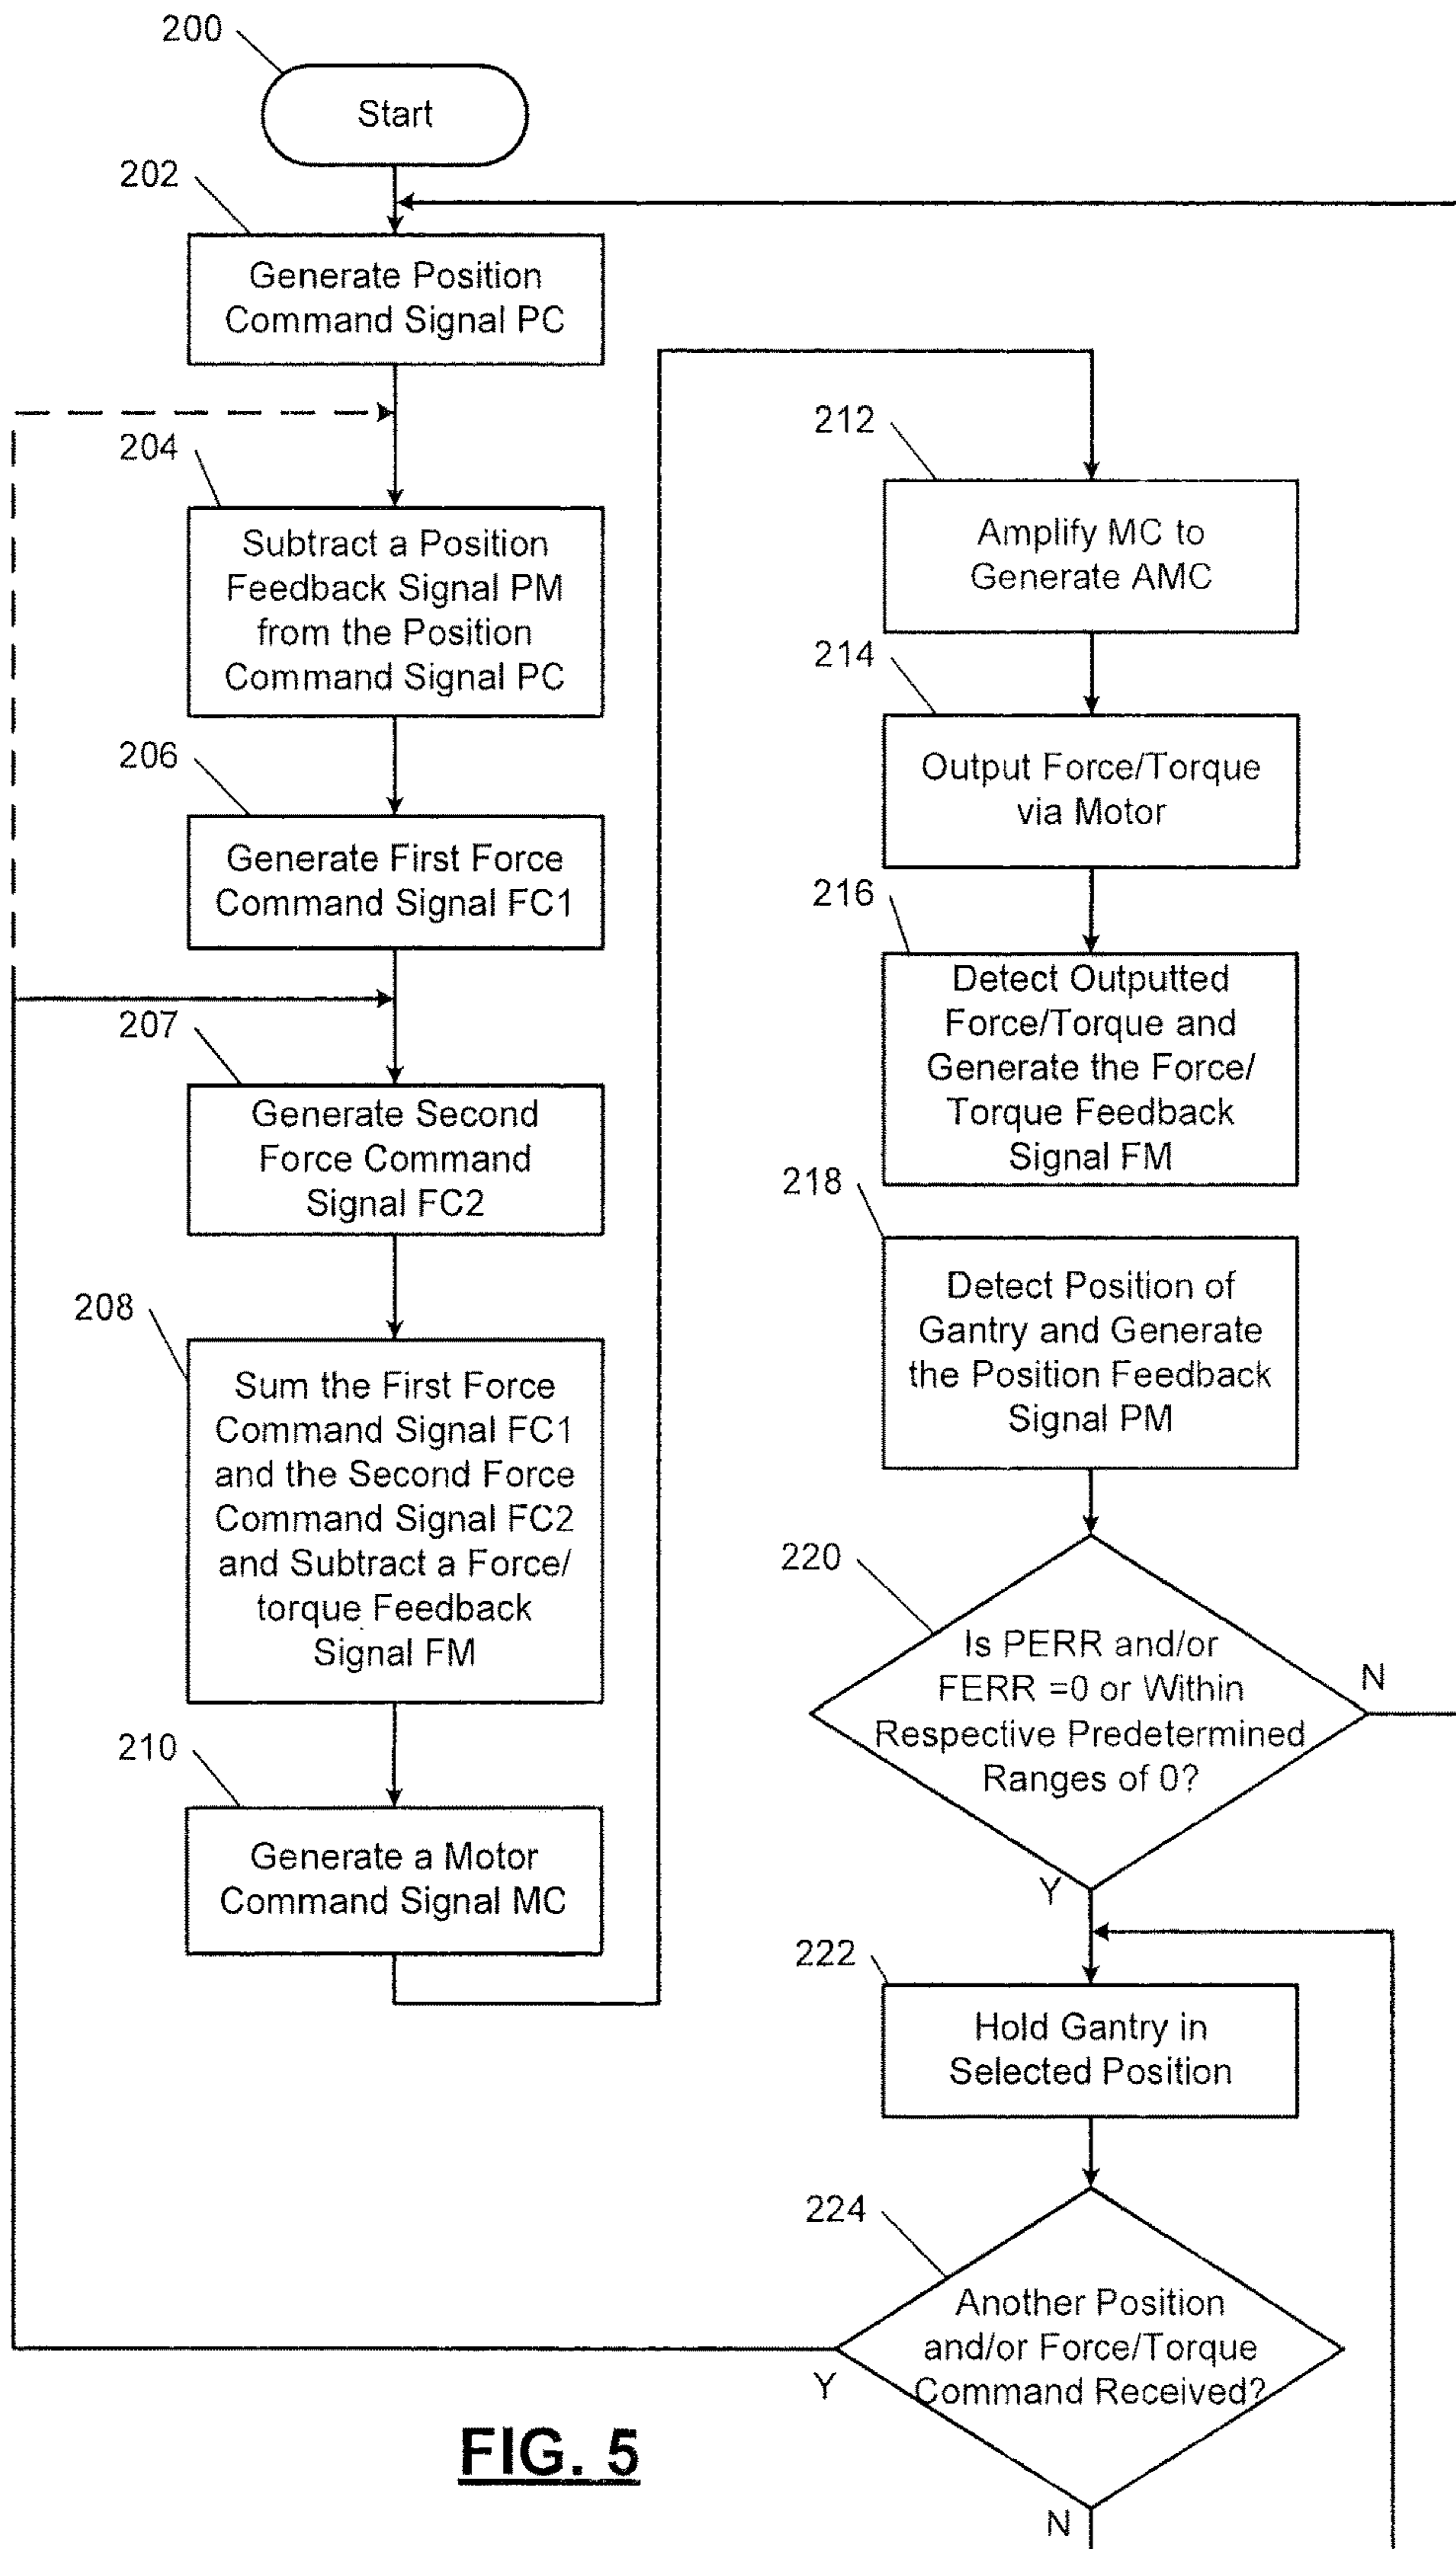 200
Start
202
Generate Position
Command Signal PC
204
Subtract a Position
Feedback Signal PM
from the Position
Command Signal PC
206
Generate First Force
Command Signal FC1
207
Generate Second
Force Command
Signal FC2
208
Sum the First Force
Command Signal FC1
and the Second Force
Command Signal FC2
and Subtract a Force/
torque Feedback
Signal FM
210
Generate a Motor
Command Signal MC
212
Amplify MC to
Generate AMC
214
Output Force/Torque
via Motor
216
Detect Outputted
Force/Torque and
Generate the Force/
Torque Feedback
Signal FM
218
Detect Position of
Gantry and Generate
the Position Feedback
Signal PM
220
Is PERR and/or
FERR =0 or Within
Respective Predetermined
Ranges of 0?
N
Y
222
Hold Gantry in
Selected Position
224
Another Position
and/or Force/Torque
Command Received?
Y
N
FIG. 5